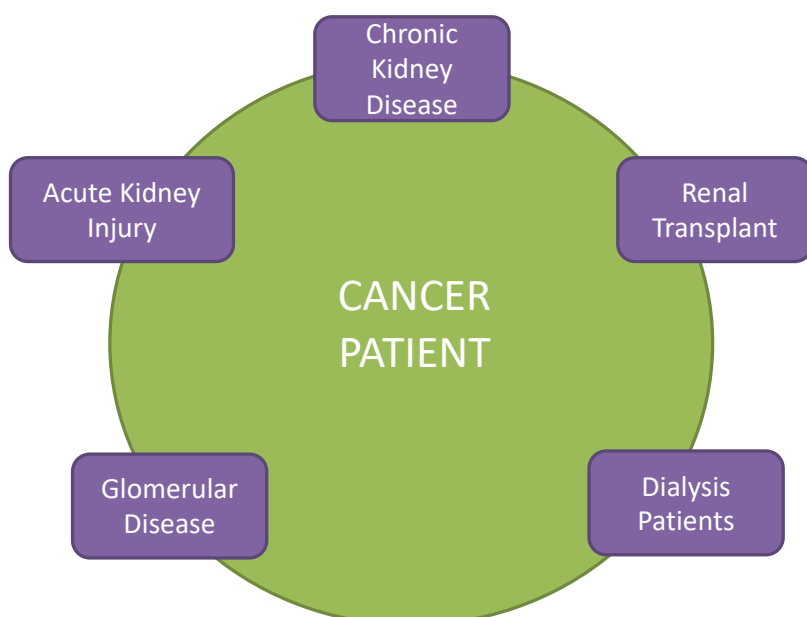 Chronic
Kidney
Disease
Acute Kidney
Injury
Renal
Transplant
CANCER
PATIENT
Glomerular
Disease
Dialysis
Patients